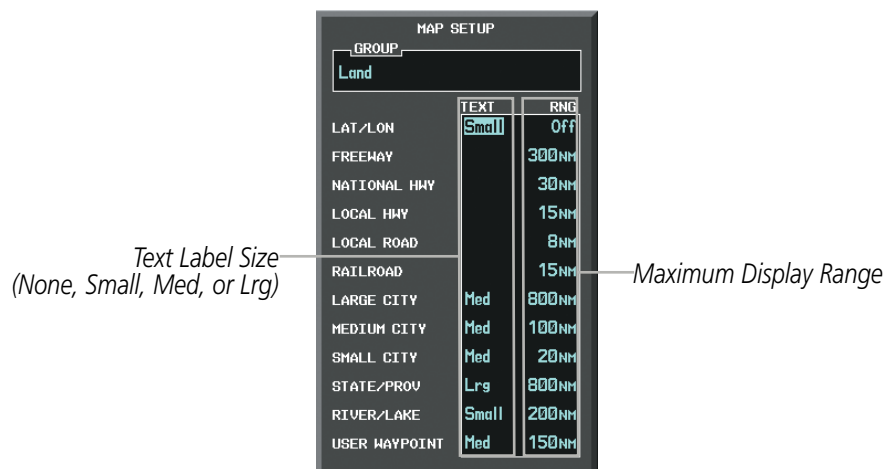 MAP SETUP
GROUP
Land
TEXT RNG
LAT/LON Small Off
FREEWAY 300NM
NATIONAL HWY 30NM
LOCAL HWY 15NM
LOCAL ROAD 8NM
RAILROAD 15NM
LARGE CITY Med 800NM
MEDIUM CITY Med 100NM
SMALL CITY Med 20NM
STATE/PROV Lrg 800NM
RIVER/LAKE Small 200NM
USER WAYPOINT Med 150NM
Text Label Size
(None, Small, Med, or Lrg)
Maximum Display Range